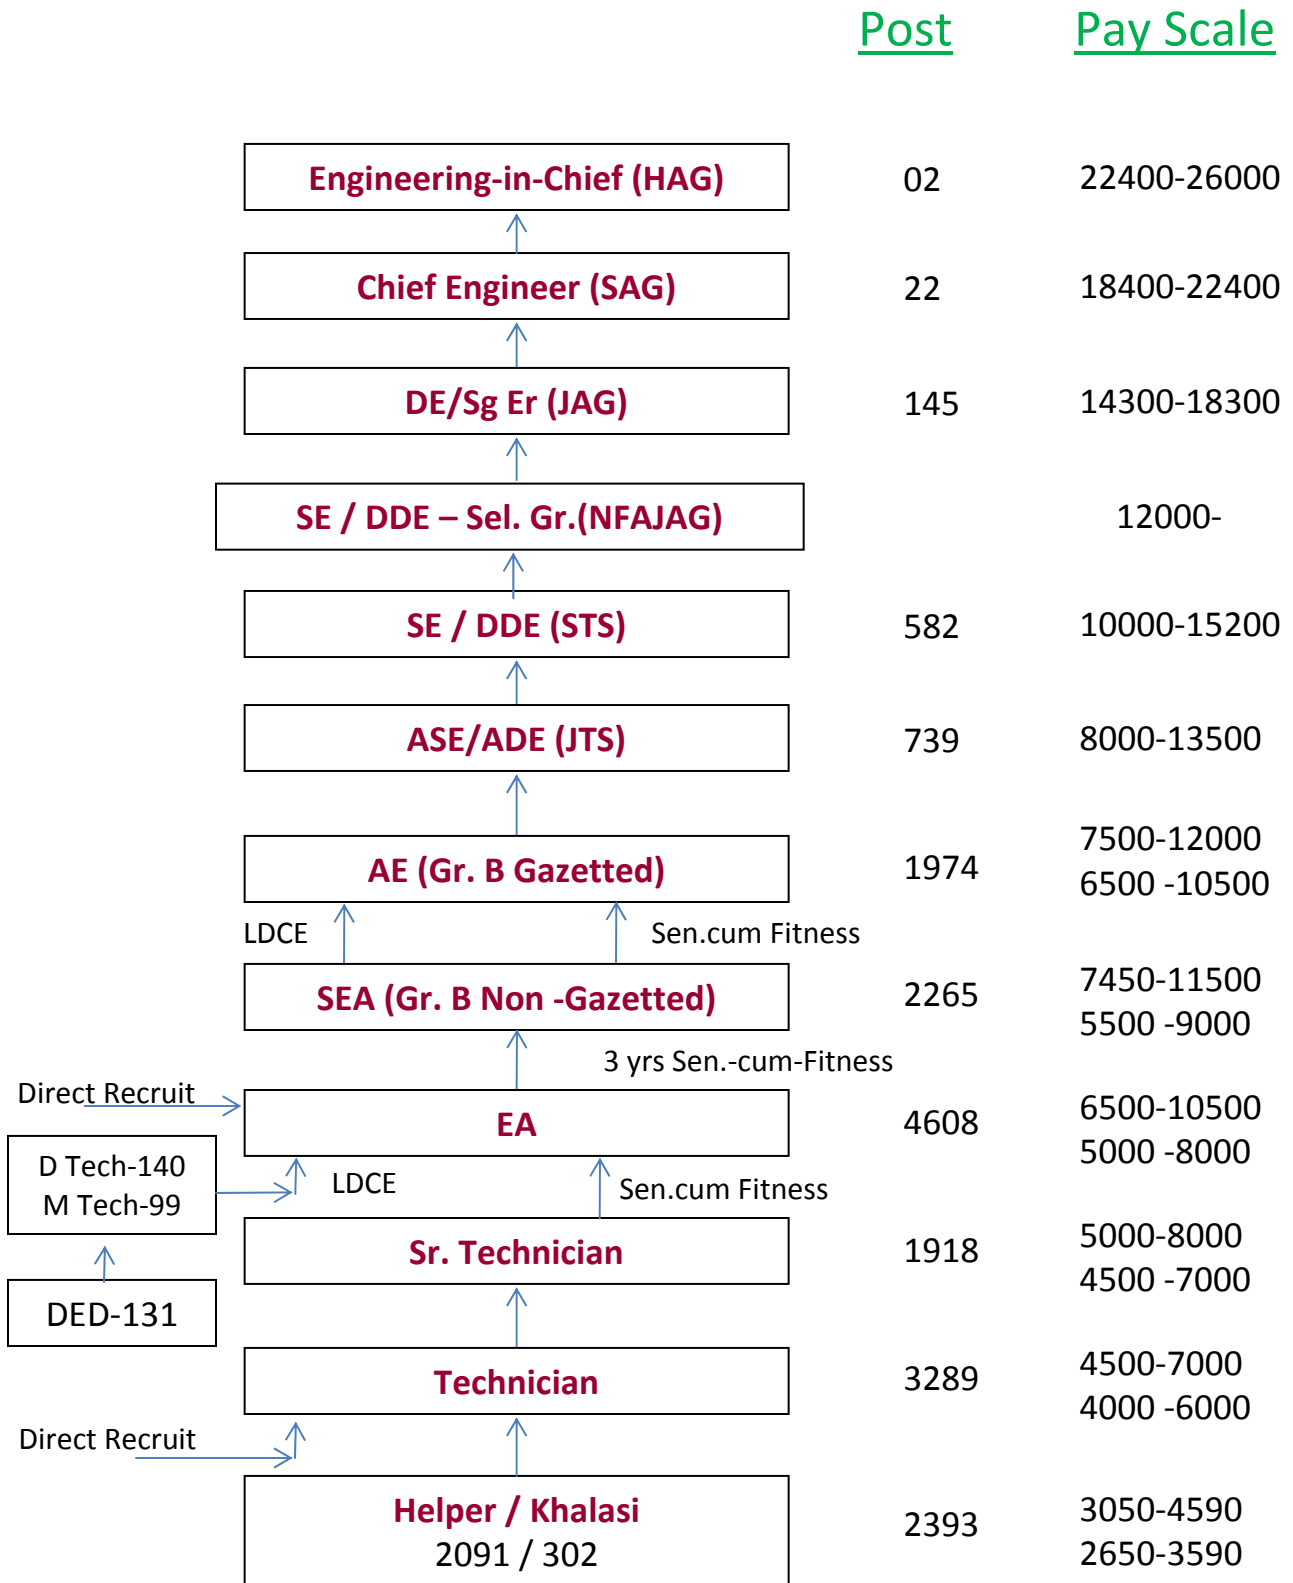 Post Pay Scale
Engineering-in-Chief (HAG) 02 22400-26000
Chief Engineer (SAG) 22 18400-22400
DE/Sg Er (JAG) 145 14300-18300
SE / DDE – Sel. Gr.(NFAJAG) 12000-
SE / DDE (STS) 582 10000-15200
ASE/ADE (JTS) 739 8000-13500
7500-12000
AE (Gr. B Gazetted) 1974
6500 -10500
LDCE Sen.cum Fitness
7450-11500
SEA (Gr. B Non -Gazetted) 2265
5500 -9000
3 yrs Sen.-cum-Fitness
Direct Recruit
6500-10500
EA 4608
5000 -8000
D Tech-140
M Tech-99
LDCE Sen.cum Fitness
5000-8000
Sr. Technician 1918
4500 -7000
DED-131
4500-7000
Technician 3289
4000 -6000
Direct Recruit
Helper / Khalasi 2393 3050-4590
2091 / 302 2650-3590